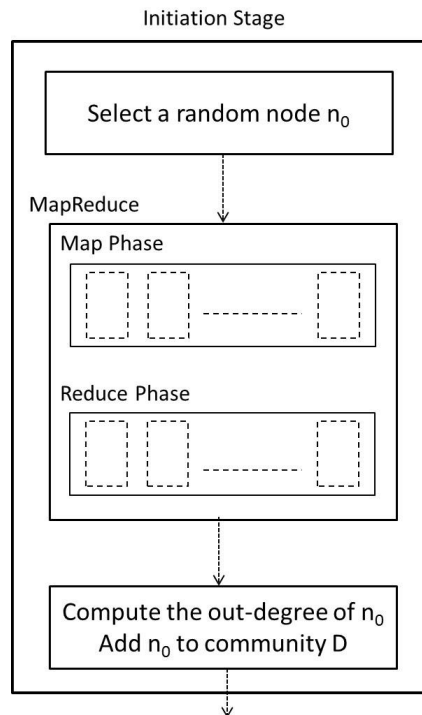 Initiation Stage
Select a random node n₀
MapReduce
Map Phase
Reduce Phase
Compute the out-degree of n₀
Add n₀ to community D